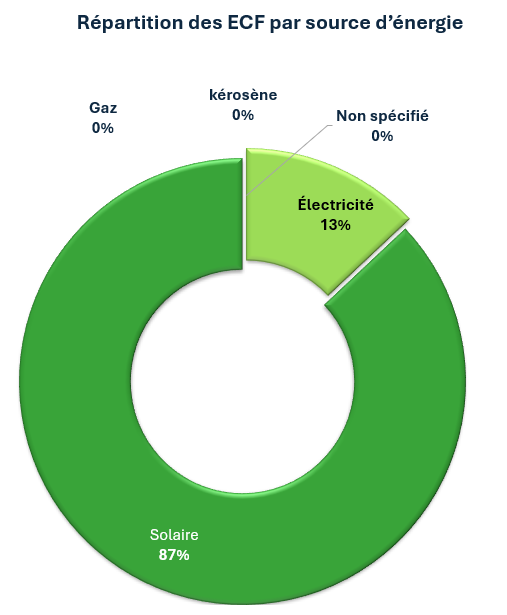 Répartition des ECF par source d’énergie
Gaz
0%
kérosène
0%
Non spécifié
0%
Électricité
13%
Solaire
87%